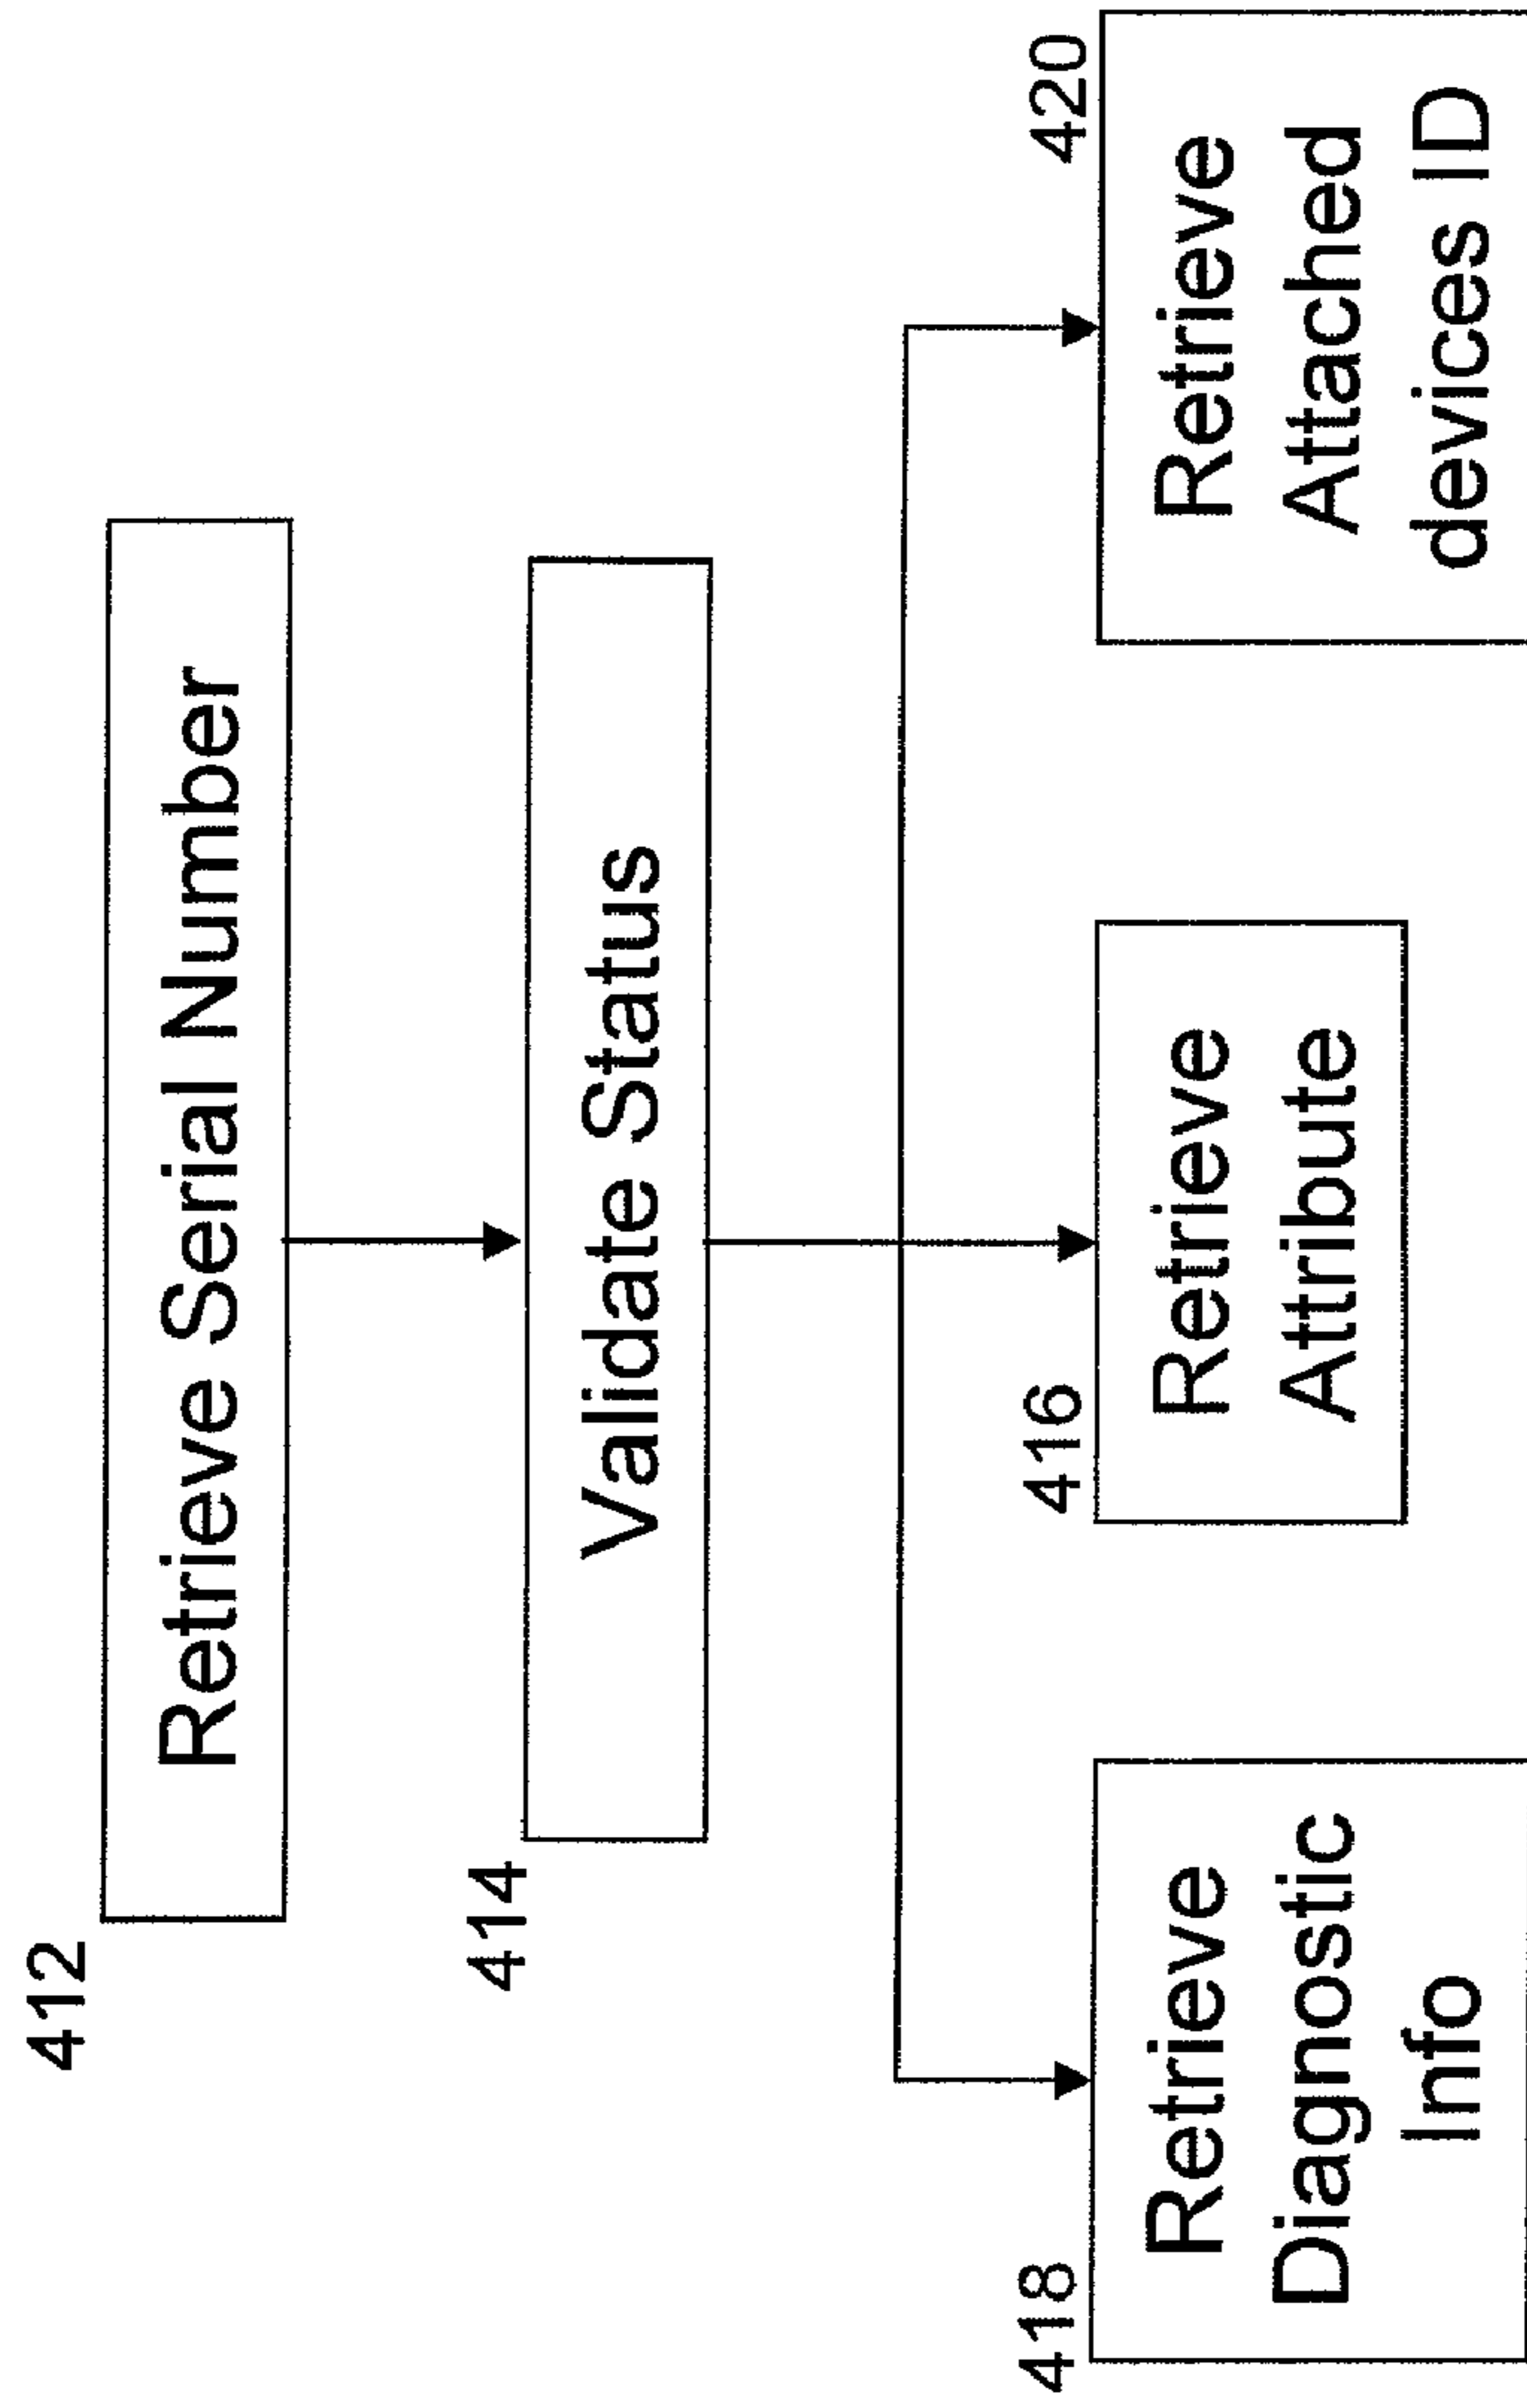 412
Retrieve Serial Number
414
Validate Status
418
Retrieve
Diagnostic
Info
416
Retrieve
Attribute
420
Retrieve
Attached
devices ID